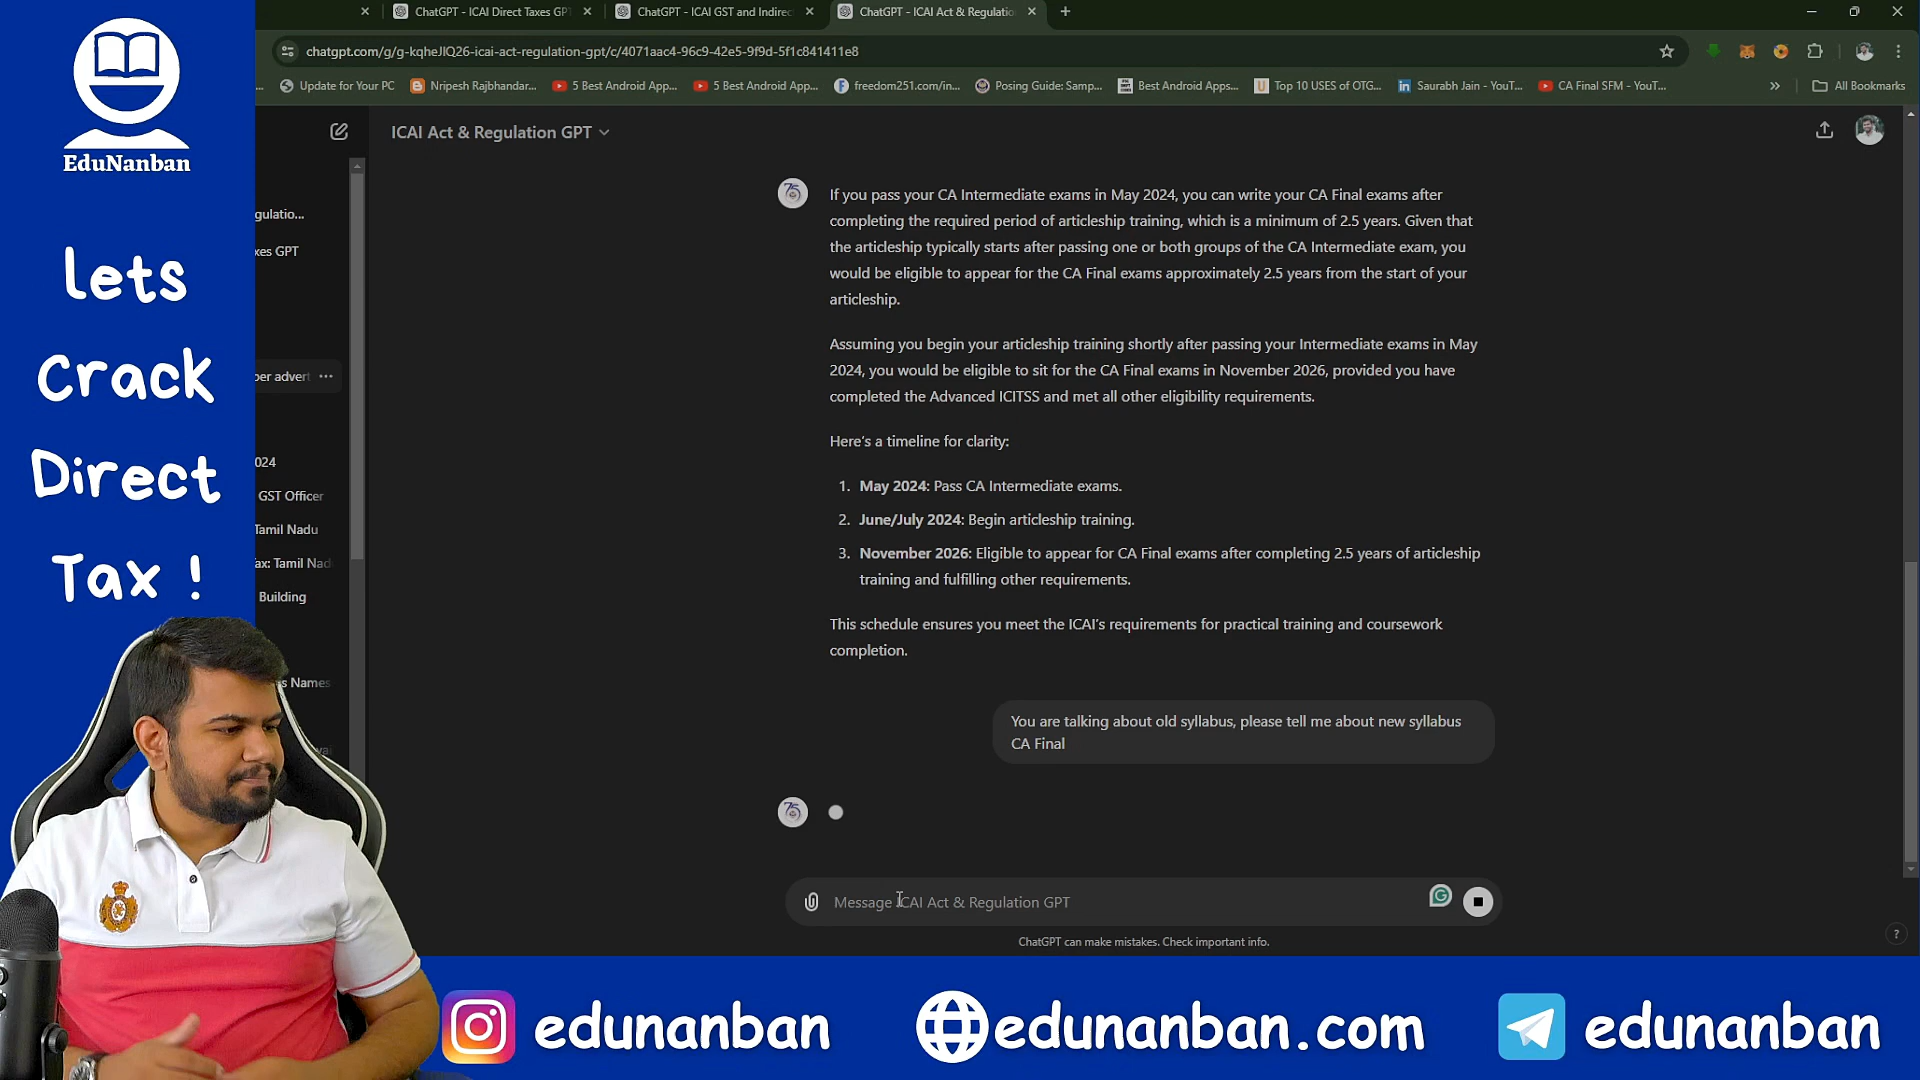 ChatGPT - ICAI Direct Taxes GP
ChatGPT - ICAI GST and Indirec
ChatGPT - ICAI Act & Regulatio
chatgpt.com/g/g-kqheJlQ26-icai-act-regulation-gpt/c/4071aac4-96c9-42e5-9f9d-5f1c841411e8
Update for Your PC
Nripesh Rajbhandar...
5 Best Android App...
5 Best Android App...
freedom251.com/in...
Posing Guide: Samp...
Best Android Apps...
Top 10 USES of OTG...
Saurabh Jain - YouT...
CA Final SFM – YouT...
All Bookmarks
EduNanban
lets
Crack
Direct
Tax !
gulatio...
xes GPT
per advert
024
GST Officer
Tamil Nadu
ax: Tamil Nad
Building
s Names
ICAI Act & Regulation GPT
If you pass your CA Intermediate exams in May 2024, you can write your CA Final exams after
completing the required period of articleship training, which is a minimum of 2.5 years. Given that
the articleship typically starts after passing one or both groups of the CA Intermediate exam, you
would be eligible to appear for the CA Final exams approximately 2.5 years from the start of your
articleship.
Assuming you begin your articleship training shortly after passing your Intermediate exams in May
2024, you would be eligible to sit for the CA Final exams in November 2026, provided you have
completed the Advanced ICITSS and met all other eligibility requirements.
Here's a timeline for clarity:
1. May 2024: Pass CA Intermediate exams.
2. June/July 2024: Begin articleship training.
3. November 2026: Eligible to appear for CA Final exams after completing 2.5 years of articleship
training and fulfilling other requirements.
This schedule ensures you meet the ICAI's requirements for practical training and coursework
completion.
You are talking about old syllabus, please tell me about new syllabus
CA Final
Message ICAI Act & Regulation GPT
ChatGPT can make mistakes. Check important info.
edunanban
edunanban.com
edunanban